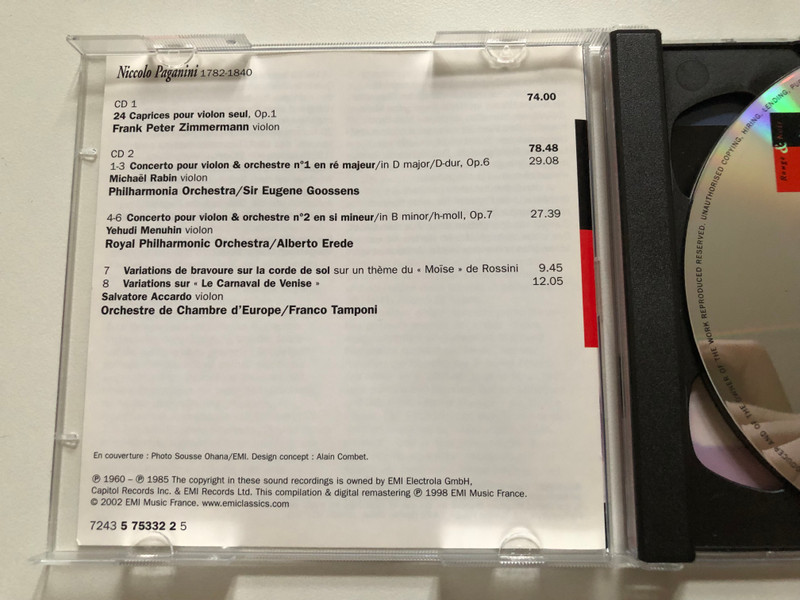 Niccolo Paganini 1782-1840
CD 1 74.00
24 Caprices pour violon seul, Op.1
Frank Peter Zimmermann violon
CD 2 78.48
1-3 Concerto pour violon & orchestre n°1 en ré majeur/in D major/D-dur, Op.6 29.08
Michaël Rabin violon
Philharmonia Orchestra/Sir Eugene Goossens
4-6 Concerto pour violon & orchestre n°2 en si mineur/in B minor/h-moll, Op.7 27.39
Yehudi Menuhin violon
Royal Philharmonic Orchestra/Alberto Erede
7 Variations de bravoure sur la corde de sol sur un thème du « Moïse » de Rossini 9.45
8 Variations sur « Le Carnaval de Venise » 12.05
Salvatore Accardo violon
Orchestre de Chambre d'Europe/Franco Tamponi
En couverture : Photo Sousse Ohana/EMI. Design concept : Alain Combet.
℗ 1960 – ℗ 1985 The copyright in these sound recordings is owned by EMI Electrola GmbH,
Capitol Records Inc. & EMI Records Ltd. This compilation & digital remastering ℗ 1998 EMI Music France.
© 2002 EMI Music France. www.emiclassics.com
7243 5 75332 2 5
PRODUCER AND OF THE OWNER OF THE WORK REPRODUCED RESERVED. UNAUTHORISED COPYING, HIRING, LENDING,
Rouge & Noir